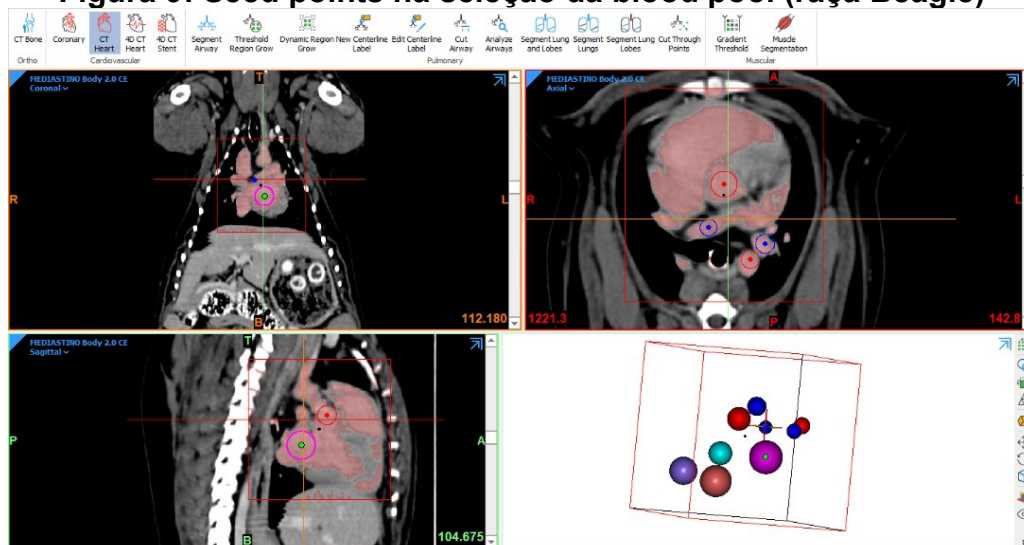 Figura 9: Seed points na seleção da blood pool (raça Beagle)
CT Bone
Coronary
CT Heart
4D CT Heart
4D CT Stent
Segment Airway
Threshold Region Grow
Dynamic Region Grow
New Centerline Label
Edit Centerline Label
Cut Airway
Analyze Airways
Segment Lung and Lobes
Segment Lungs
Segment Lung Lobes
Cut Through Points
Gradient Threshold
Muscle Segmentation
Ortho
Cardiovascular
Pulmonary
Muscular
MEDIASTINO Body 2.0 CE
Coronal
T
R
L
B
112.180
MEDIASTINO Body 2.0 CE
Axial
A
R
L
P
1221.3
142.8
MEDIASTINO Body 2.0 CE
Sagittal
T
P
A
B
104.675